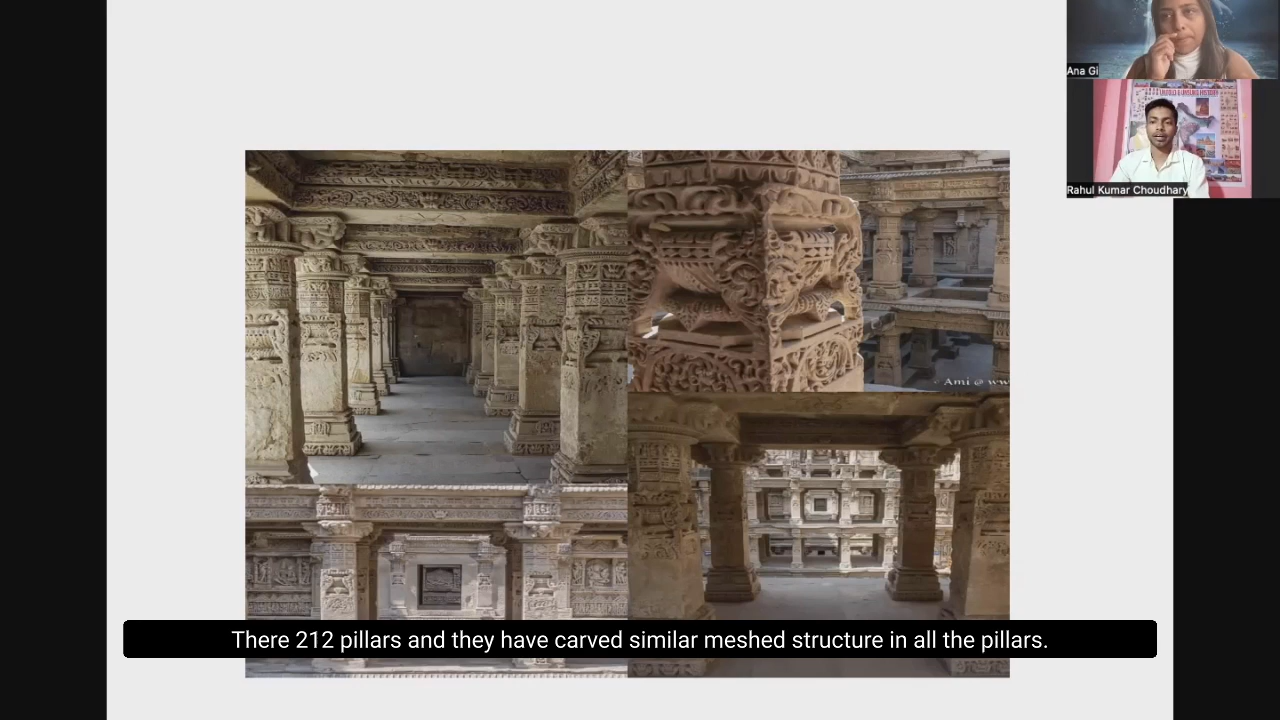 Ana Gi
Rahul Kumar Choudhary
Ami @ ww
There 212 pillars and they have carved similar meshed structure in all the pillars.